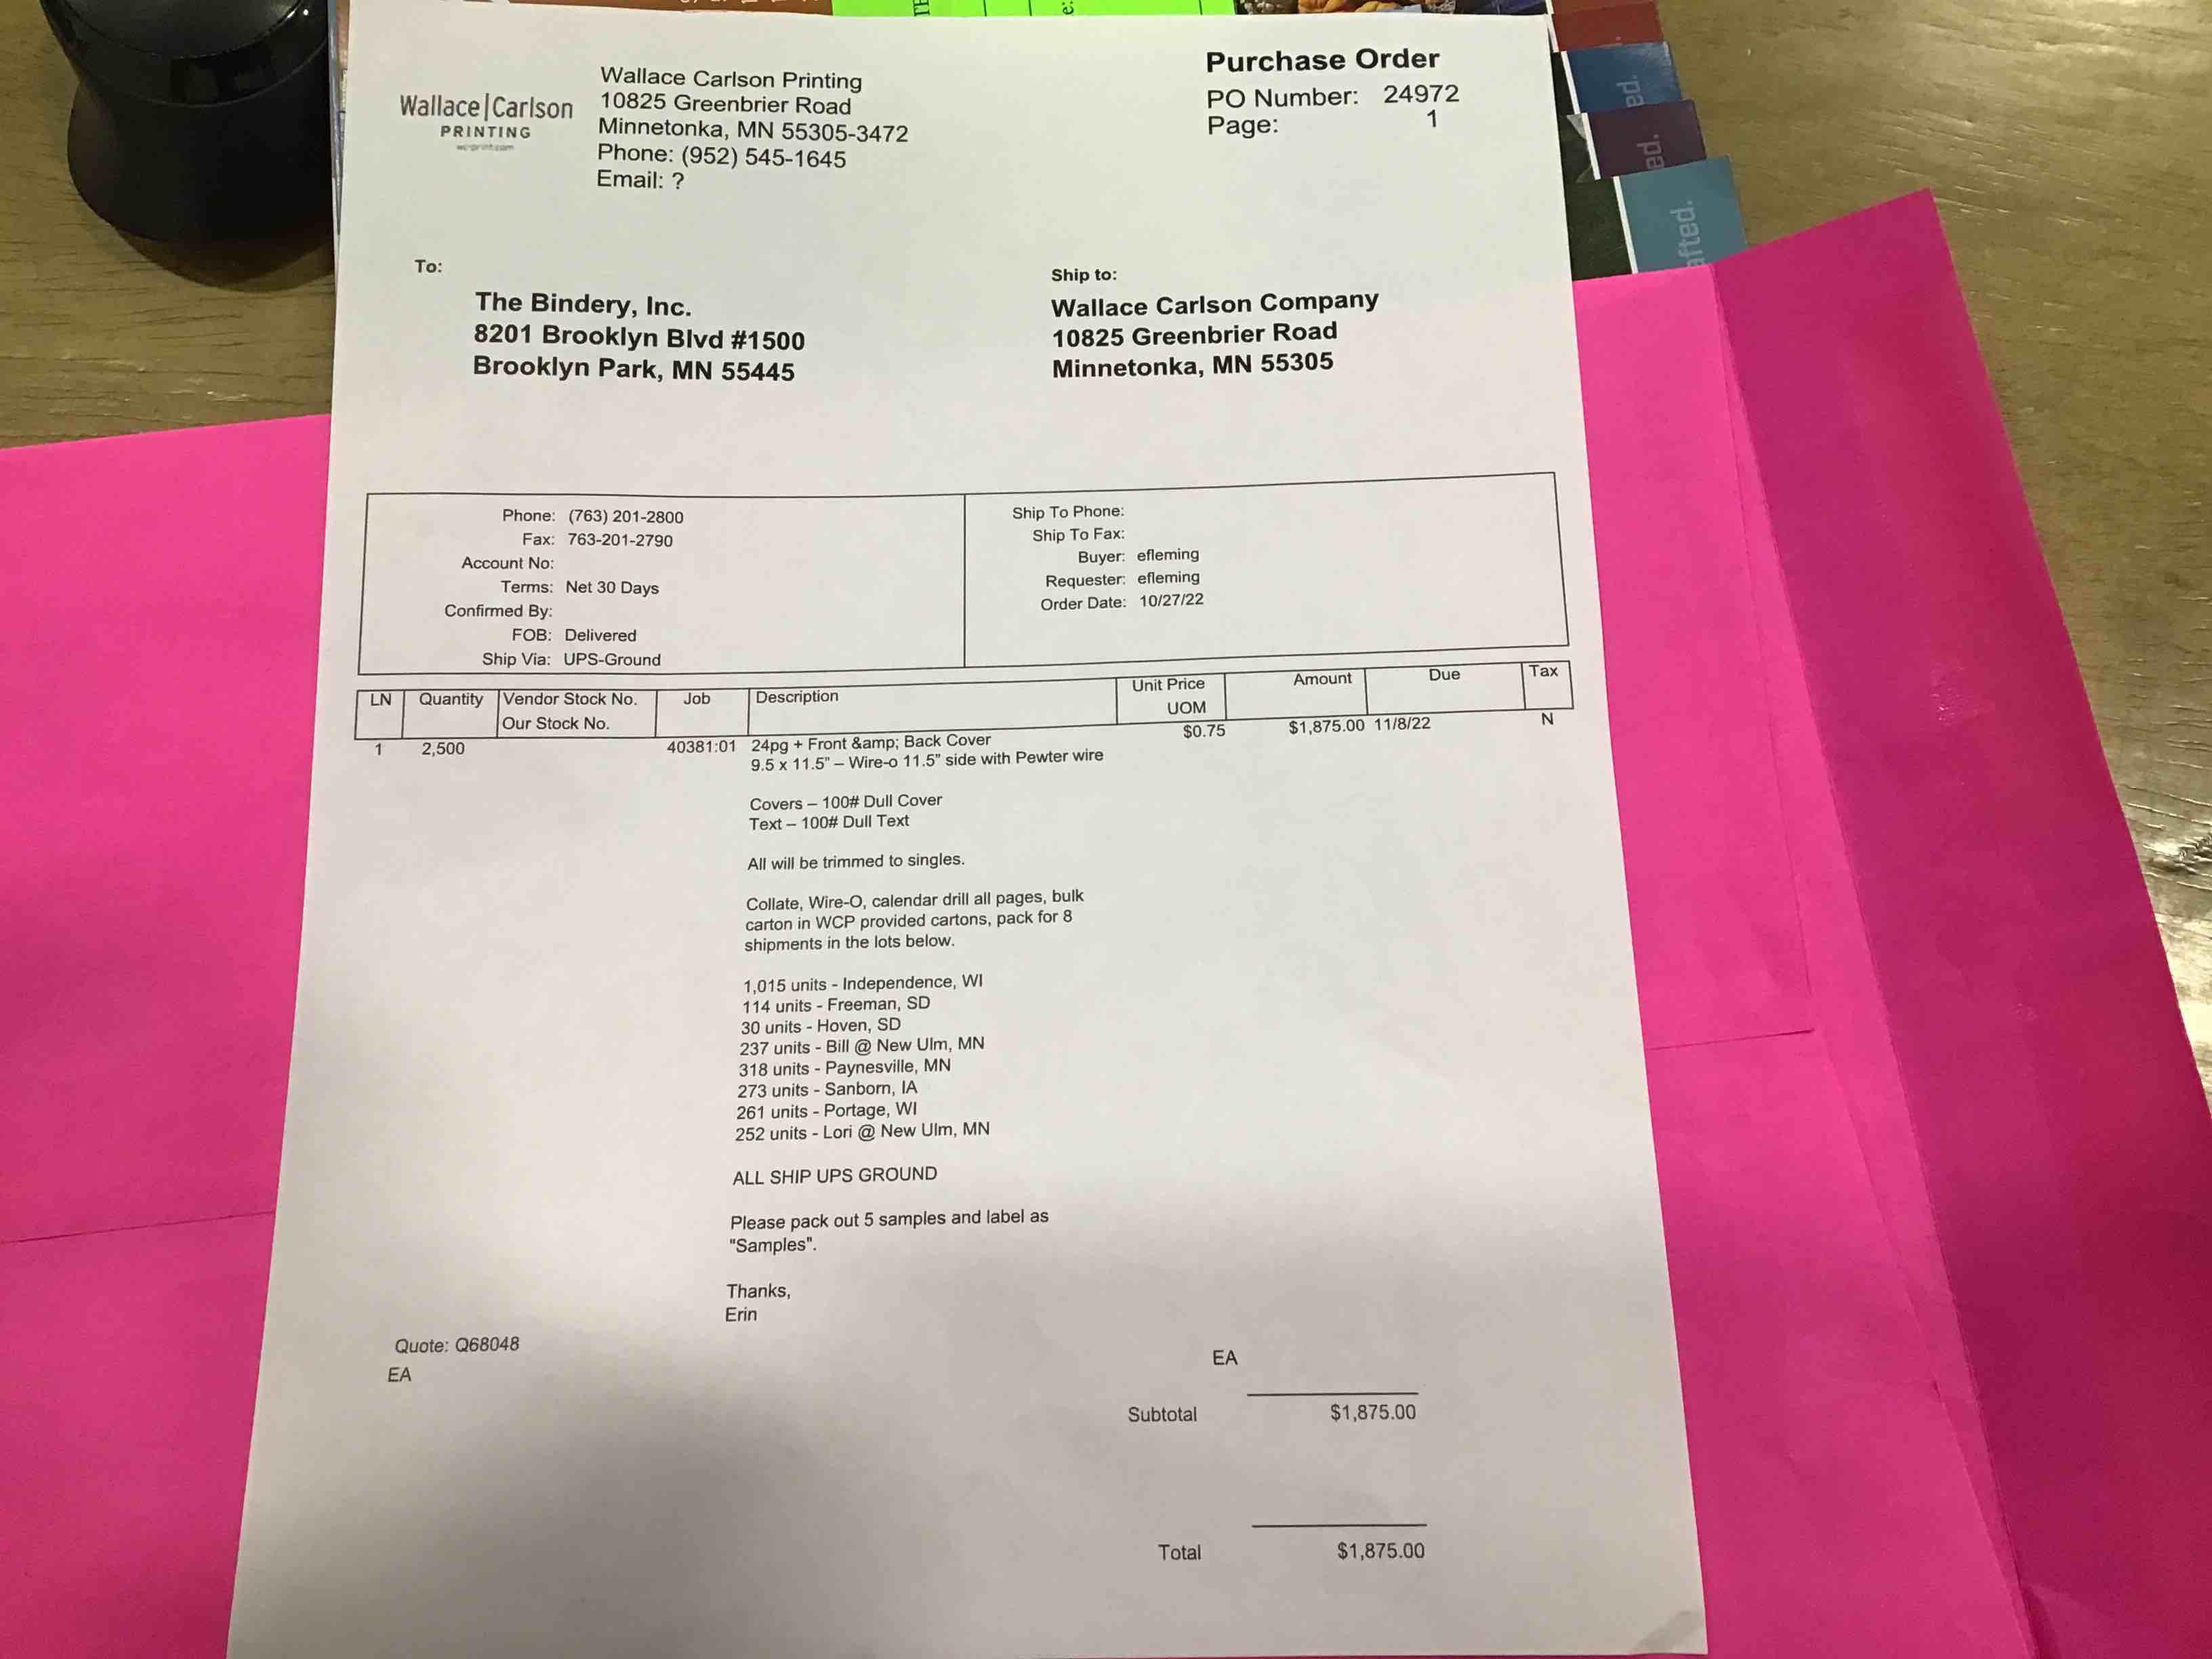 Wallace|Carlson
PRINTING
Wallace Carlson Printing
10825 Greenbrier Road
Minnetonka, MN 55305-3472
Phone: (952) 545-1645
Email: ?
Purchase Order
PO Number: 24972
Page: 1
ed.
ed.
afted.
To:
The Bindery, Inc.
8201 Brooklyn Blvd #1500
Brooklyn Park, MN 55445
Ship to:
Wallace Carlson Company
10825 Greenbrier Road
Minnetonka, MN 55305
Phone: (763) 201-2800
Fax: 763-201-2790
Account No:
Terms: Net 30 Days
Confirmed By:
FOB: Delivered
Ship Via: UPS-Ground
Ship To Phone:
Ship To Fax:
Buyer: efleming
Requester: efleming
Order Date: 10/27/22
LN Quantity Vendor Stock No. Job Description Unit Price Amount Due Tax
Our Stock No. UOM
1 2,500 40381:01 24pg + Front &amp; Back Cover $0.75 $1,875.00 11/8/22 N
9.5 x 11.5" – Wire-o 11.5" side with Pewter wire
Covers – 100# Dull Cover
Text – 100# Dull Text
All will be trimmed to singles.
Collate, Wire-O, calendar drill all pages, bulk
carton in WCP provided cartons, pack for 8
shipments in the lots below.
1,015 units - Independence, WI
114 units - Freeman, SD
30 units - Hoven, SD
237 units - Bill @ New Ulm, MN
318 units - Paynesville, MN
273 units - Sanborn, IA
261 units - Portage, WI
252 units - Lori @ New Ulm, MN
ALL SHIP UPS GROUND
Please pack out 5 samples and label as
"Samples".
Thanks,
Erin
Quote: Q68048
EA EA
Subtotal $1,875.00
Total $1,875.00